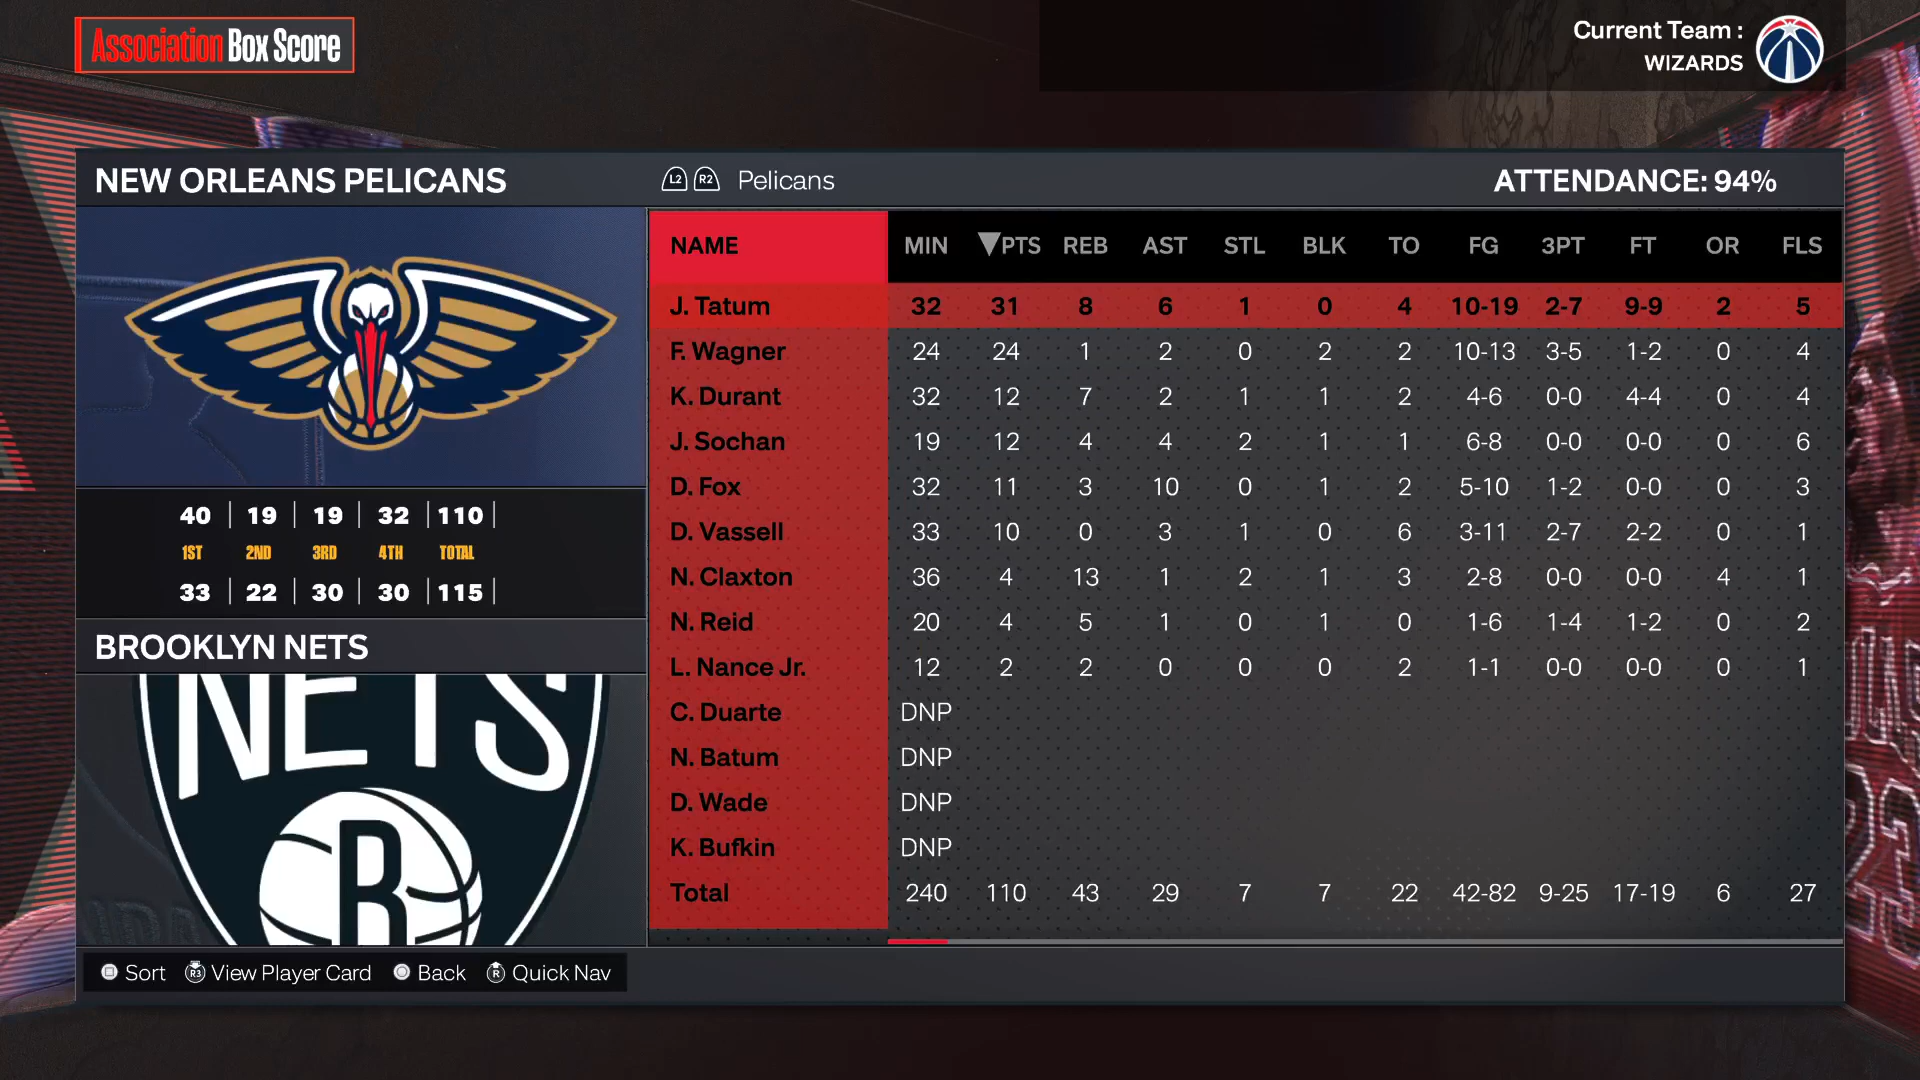 Association Box Score
Current Team :
WIZARDS
NEW ORLEANS PELICANS
L2 R2 Pelicans
ATTENDANCE: 94%
NAME MIN ▼PTS REB AST STL BLK TO FG 3PT FT OR FLS
J. Tatum 32 31 8 6 1 0 4 10-19 2-7 9-9 2 5
F. Wagner 24 24 1 2 0 2 2 10-13 3-5 1-2 0 4
K. Durant 32 12 7 2 1 1 2 4-6 0-0 4-4 0 4
J. Sochan 19 12 4 4 2 1 1 6-8 0-0 0-0 0 6
D. Fox 32 11 3 10 0 1 2 5-10 1-2 0-0 0 3
D. Vassell 33 10 0 3 1 0 6 3-11 2-7 2-2 0 1
N. Claxton 36 4 13 1 2 1 3 2-8 0-0 0-0 4 1
N. Reid 20 4 5 1 0 1 0 1-6 1-4 1-2 0 2
L. Nance Jr. 12 2 2 0 0 0 2 1-1 0-0 0-0 0 1
C. Duarte DNP
N. Batum DNP
D. Wade DNP
K. Bufkin DNP
Total 240 110 43 29 7 7 22 42-82 9-25 17-19 6 27
40 | 19 | 19 | 32 | 110 |
1ST 2ND 3RD 4TH TOTAL
33 | 22 | 30 | 30 | 115 |
BROOKLYN NETS
NETS
B
Sort R3 View Player Card Back R Quick Nav